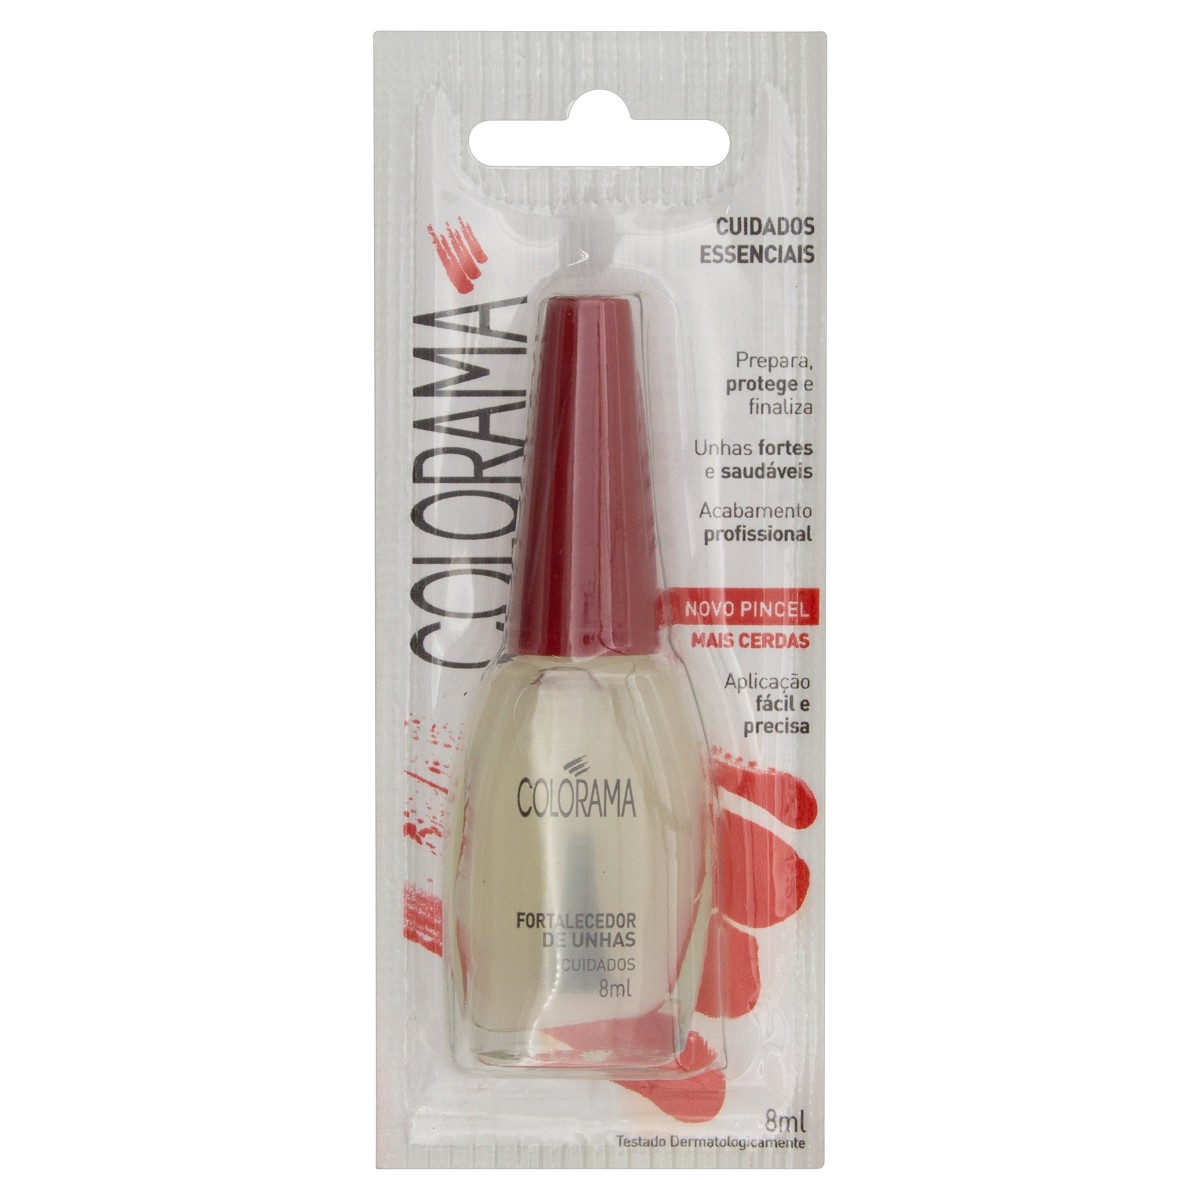 COLORAMA
CUIDADOS
ESSENCIAIS
Prepara,
protege e
finaliza
Unhas fortes
e saudáveis
Acabamento
profissional
NOVO PINCEL
MAIS CERDAS
Aplicação
fácil e
precisa
COLORAMA
FORTALECEDOR
DE UNHAS
CUIDADOS
8ml
8ml
Testado Dermatologicamente